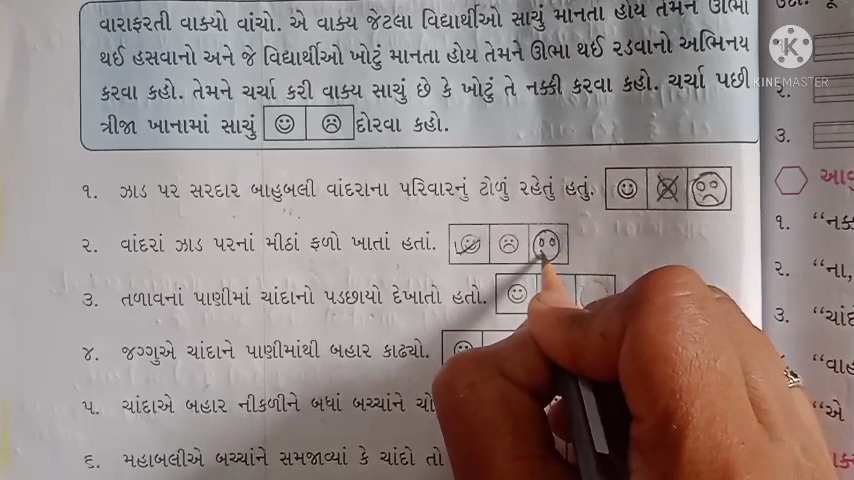 વારાફરતી વાક્યો વાંચો. એ વાક્ય જેટલા વિદ્યાર્થીઓ સાચું માનતા હોય તેમને ઊભા
થઈ હસવાનો અને જે વિદ્યાર્થીઓ ખોટું માનતા હોય તેમને ઊભા થઈ રડવાનો અભિનય
કરવા કહો. તેમને ચર્ચા કરી વાક્ય સાચું છે કે ખોટું તે નક્કી કરવા કહો. ચર્ચા પછી
ત્રીજા ખાનામાં સાચું દોરવા કહો.
૧. ઝાડ પર સરદાર બાહુબલી વાંદરાના પરિવારનું ટોળું રહેતું હતું.
૨. વાંદરાં ઝાડ પરનાં મીઠાં ફળો ખાતાં હતાં.
૩. તળાવનાં પાણીમાં ચાંદાનો પડછાયો દેખાતો હતો.
૪. જગ્ગુએ ચાંદાને પાણીમાંથી બહાર કાઢ્યો.
૫. ચાંદાએ બહાર નીકળીને બધાં બચ્ચાંને
૬. મહાબલીએ બચ્ચાંને સમજાવ્યાં કે ચાંદો તો
KINEMASTER
૨.
૩.
૧. “નક્
૨. “ના,
૩. “ચાં
“વાહ
“એ